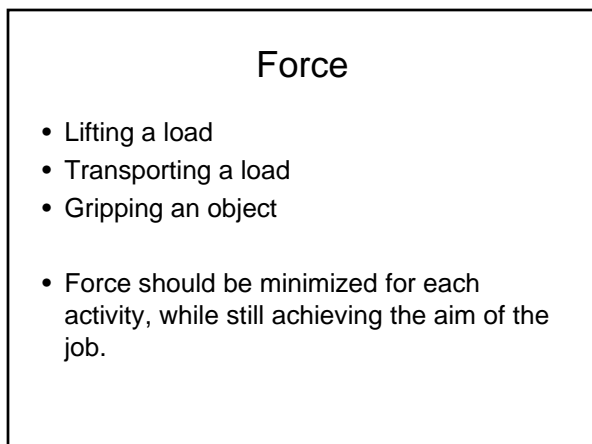 Force
• Lifting a load
• Transporting a load
• Gripping an object
• Force should be minimized for each
activity, while still achieving the aim of the
job.